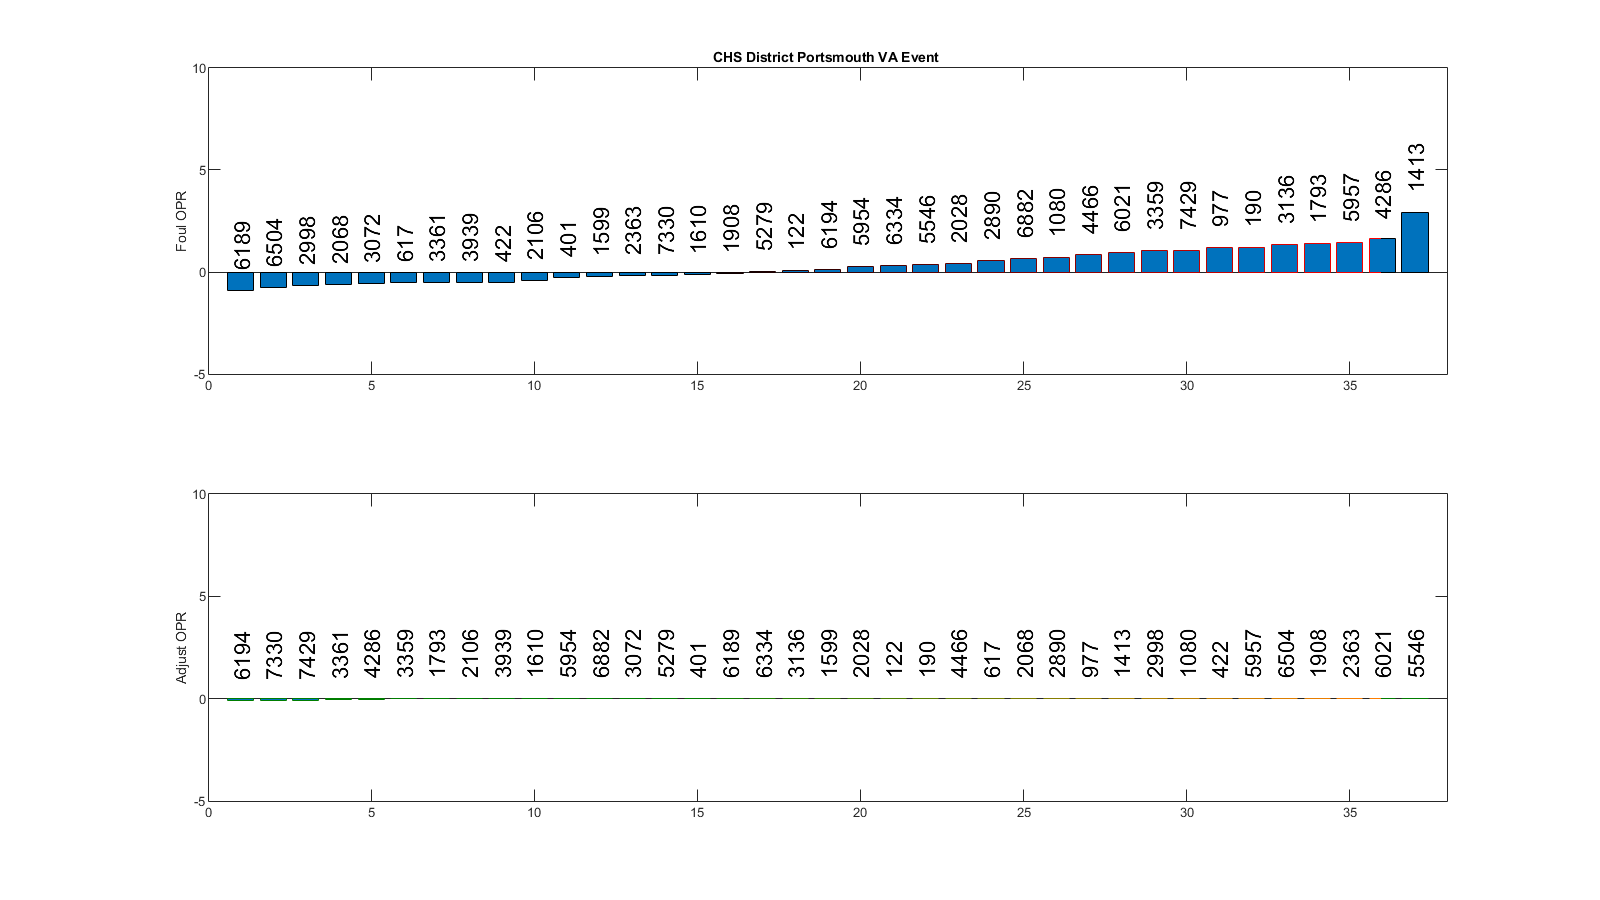 CHS District Portsmouth VA Event
Foul OPR
10
5
0
-5
6189 6504 2998 2068 3072 617 3361 3939 422 2106 401 1599 2363 7330 1610 1908 5279 122 6194 5954 6334 5546 2028 2890 6882 1080 4466 6021 3359 7429 977 190 3136 1793 5957 4286 1413
0 5 10 15 20 25 30 35
Adjust OPR
10
5
0
-5
6194 7330 7429 3361 4286 3359 1793 2106 3939 1610 5954 6882 3072 5279 401 6189 6334 3136 1599 2028 122 190 4466 617 2068 2890 977 1413 2998 1080 422 5957 6504 1908 2363 6021 5546
0 5 10 15 20 25 30 35